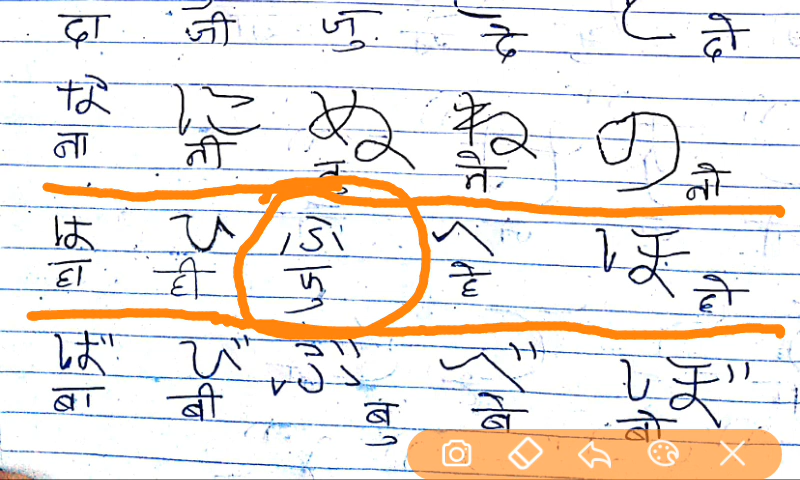 दा जी जु दे दो
な に ぬ ね の
ना नी नु ने नो
は ひ ふ へ ほ
हा ही फु हे हो
ば び ぶ べ ぼ
बा बी बु बे बो